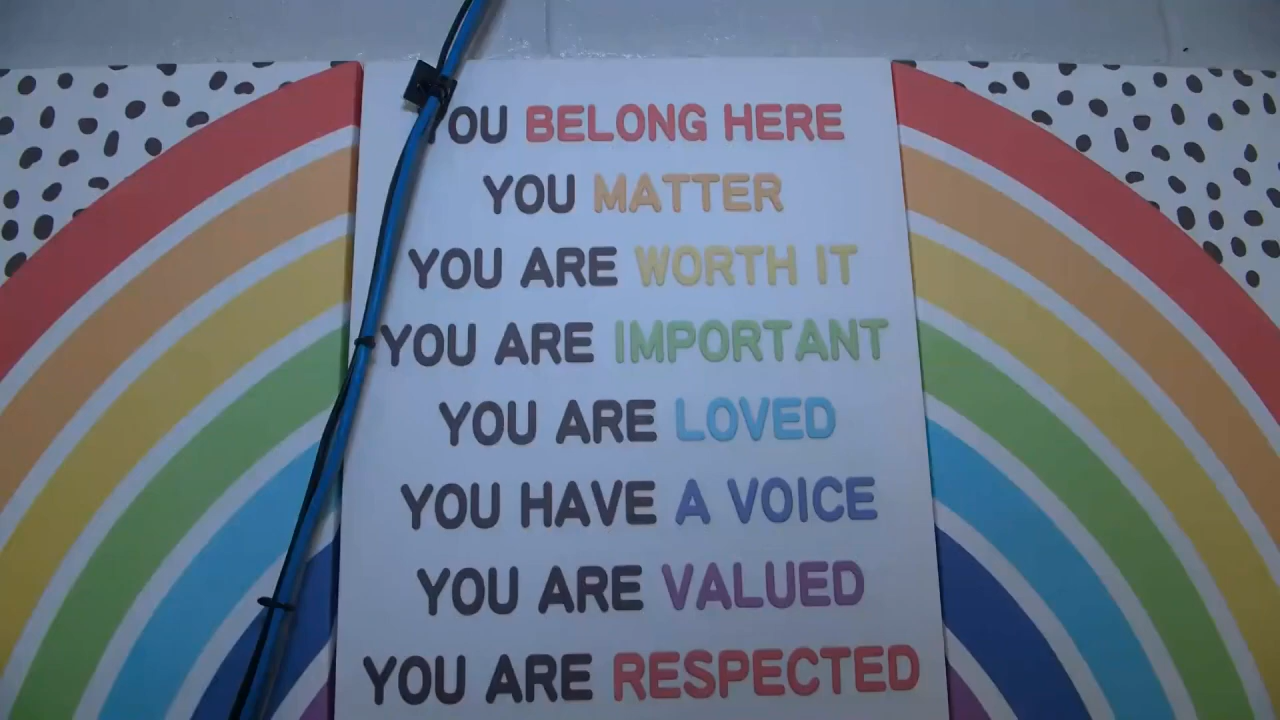 YOU BELONG HERE
YOU MATTER
YOU ARE WORTH IT
YOU ARE IMPORTANT
YOU ARE LOVED
YOU HAVE A VOICE
YOU ARE VALUED
YOU ARE RESPECTED